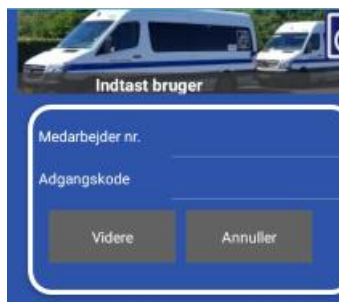 Indtast bruger
Medarbejder nr.
Adgangskode
Videre
Annuller